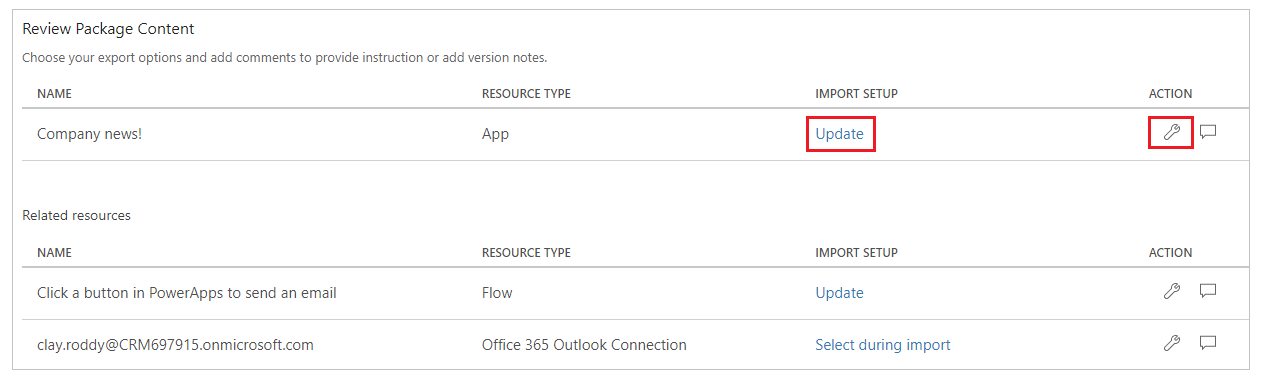 Review Package Content
Choose your export options and add comments to provide instruction or add version notes.
NAME RESOURCE TYPE IMPORT SETUP ACTION
Company news! App Update
Related resources
NAME RESOURCE TYPE IMPORT SETUP ACTION
Click a button in PowerApps to send an email Flow Update
clay.roddy@CRM697915.onmicrosoft.com Office 365 Outlook Connection Select during import